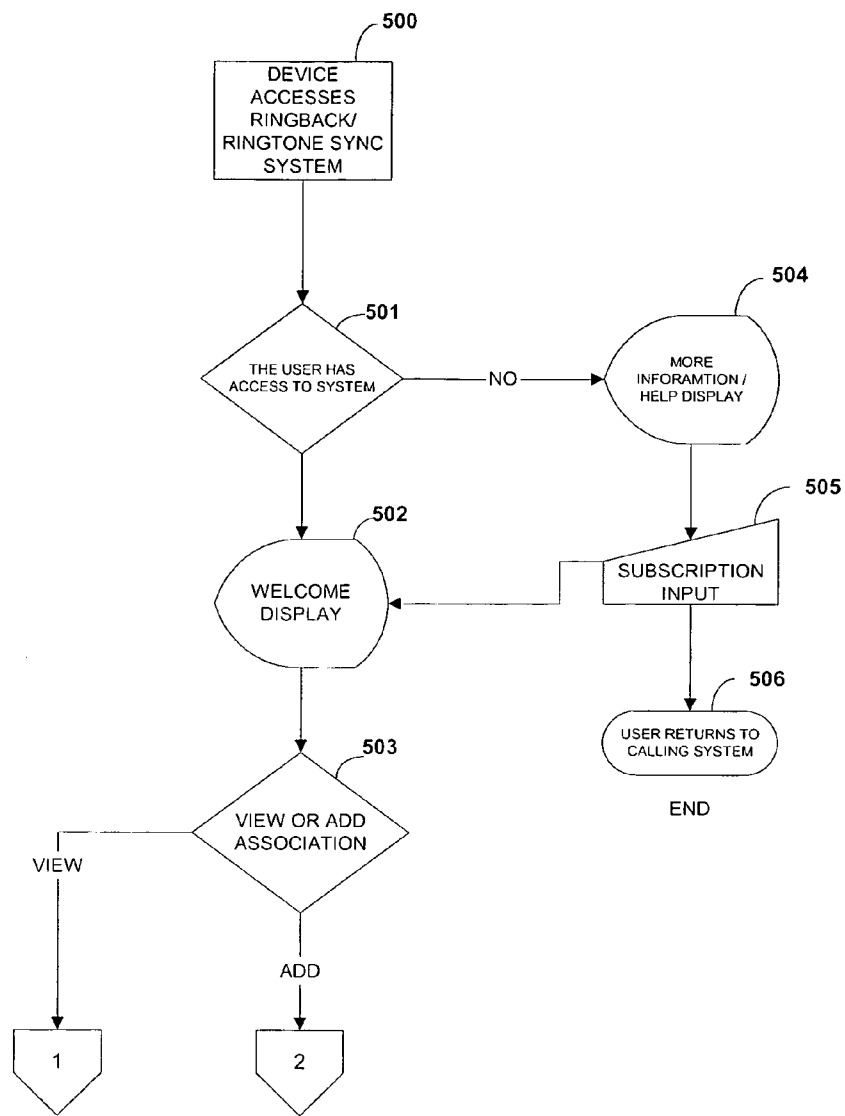 500
DEVICE
ACCESSES
RINGBACK/
RINGTONE SYNC
SYSTEM
501
THE USER HAS
ACCESS TO SYSTEM
NO
504
MORE
INFORAMTION /
HELP DISPLAY
502
WELCOME
DISPLAY
505
SUBSCRIPTION
INPUT
506
USER RETURNS TO
CALLING SYSTEM
END
503
VIEW OR ADD
ASSOCIATION
VIEW
ADD
1
2